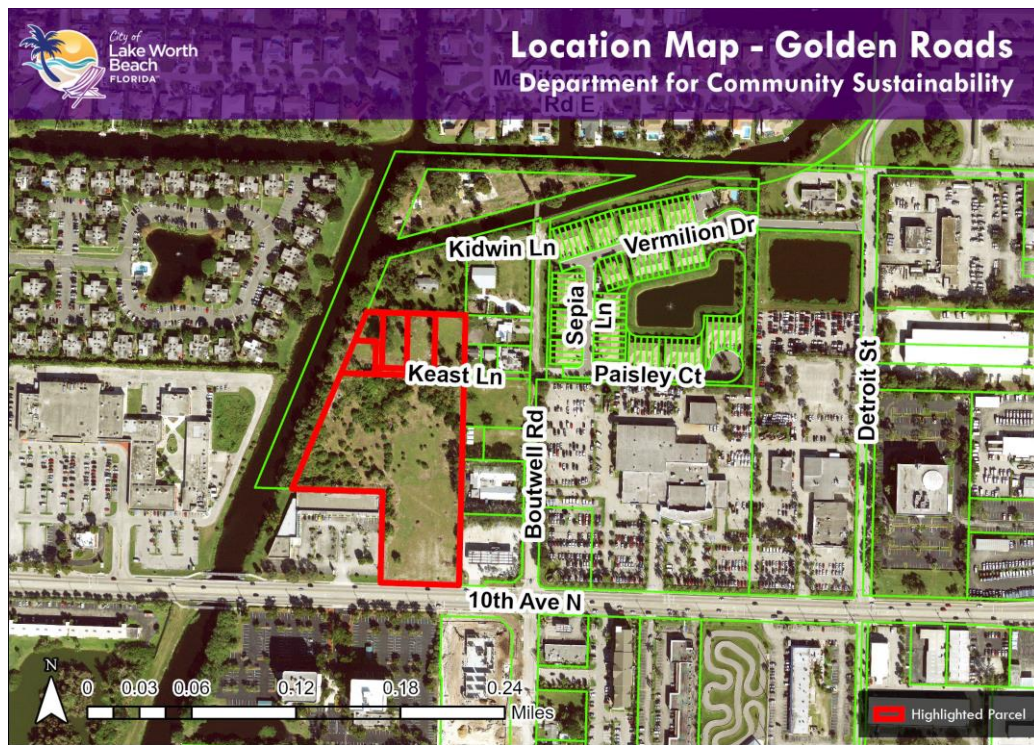 City of
Lake Worth
Beach
FLORIDA™
Location Map - Golden Roads
Department for Community Sustainability
Mediterranean
Rd E
Kidwin Ln
Vermilion Dr
Sepia
Ln
Keast Ln
Paisley Ct
Boutwell Rd
Detroit St
10th Ave N
N
0 0.03 0.06 0.12 0.18 0.24
Miles
Highlighted Parcel